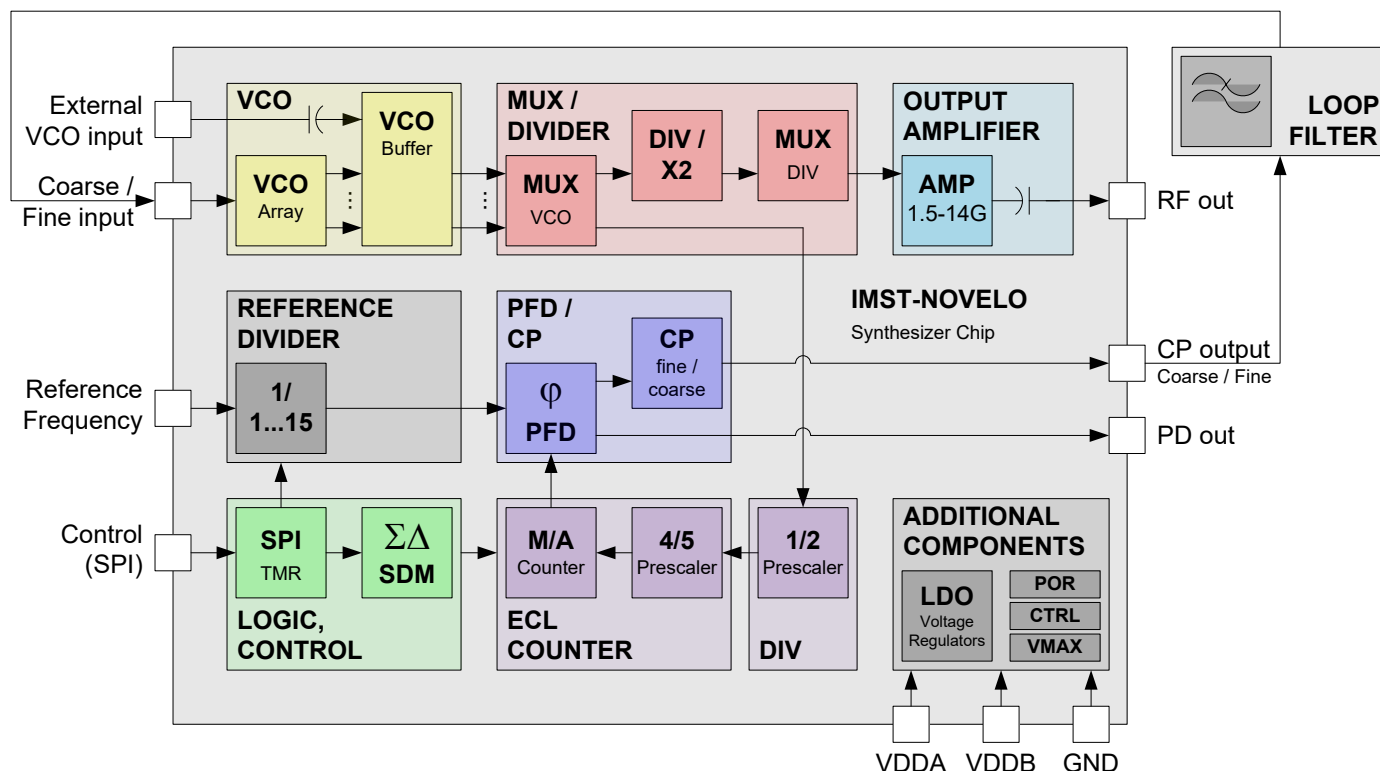 External
VCO input
Coarse /
Fine input
Reference
Frequency
Control
(SPI)
VCO
VCO
Buffer
VCO
Array
MUX /
DIVIDER
MUX
VCO
DIV /
X2
MUX
DIV
OUTPUT
AMPLIFIER
AMP
1.5-14G
LOOP
FILTER
RF out
REFERENCE
DIVIDER
1/
1...15
PFD /
CP
φ
PFD
CP
fine /
coarse
IMST-NOVELO
Synthesizer Chip
CP output
Coarse / Fine
PD out
SPI
TMR
ΣΔ
SDM
LOGIC,
CONTROL
M/A
Counter
4/5
Prescaler
ECL
COUNTER
1/2
Prescaler
DIV
ADDITIONAL
COMPONENTS
LDO
Voltage
Regulators
POR
CTRL
VMAX
VDDA
VDDB
GND